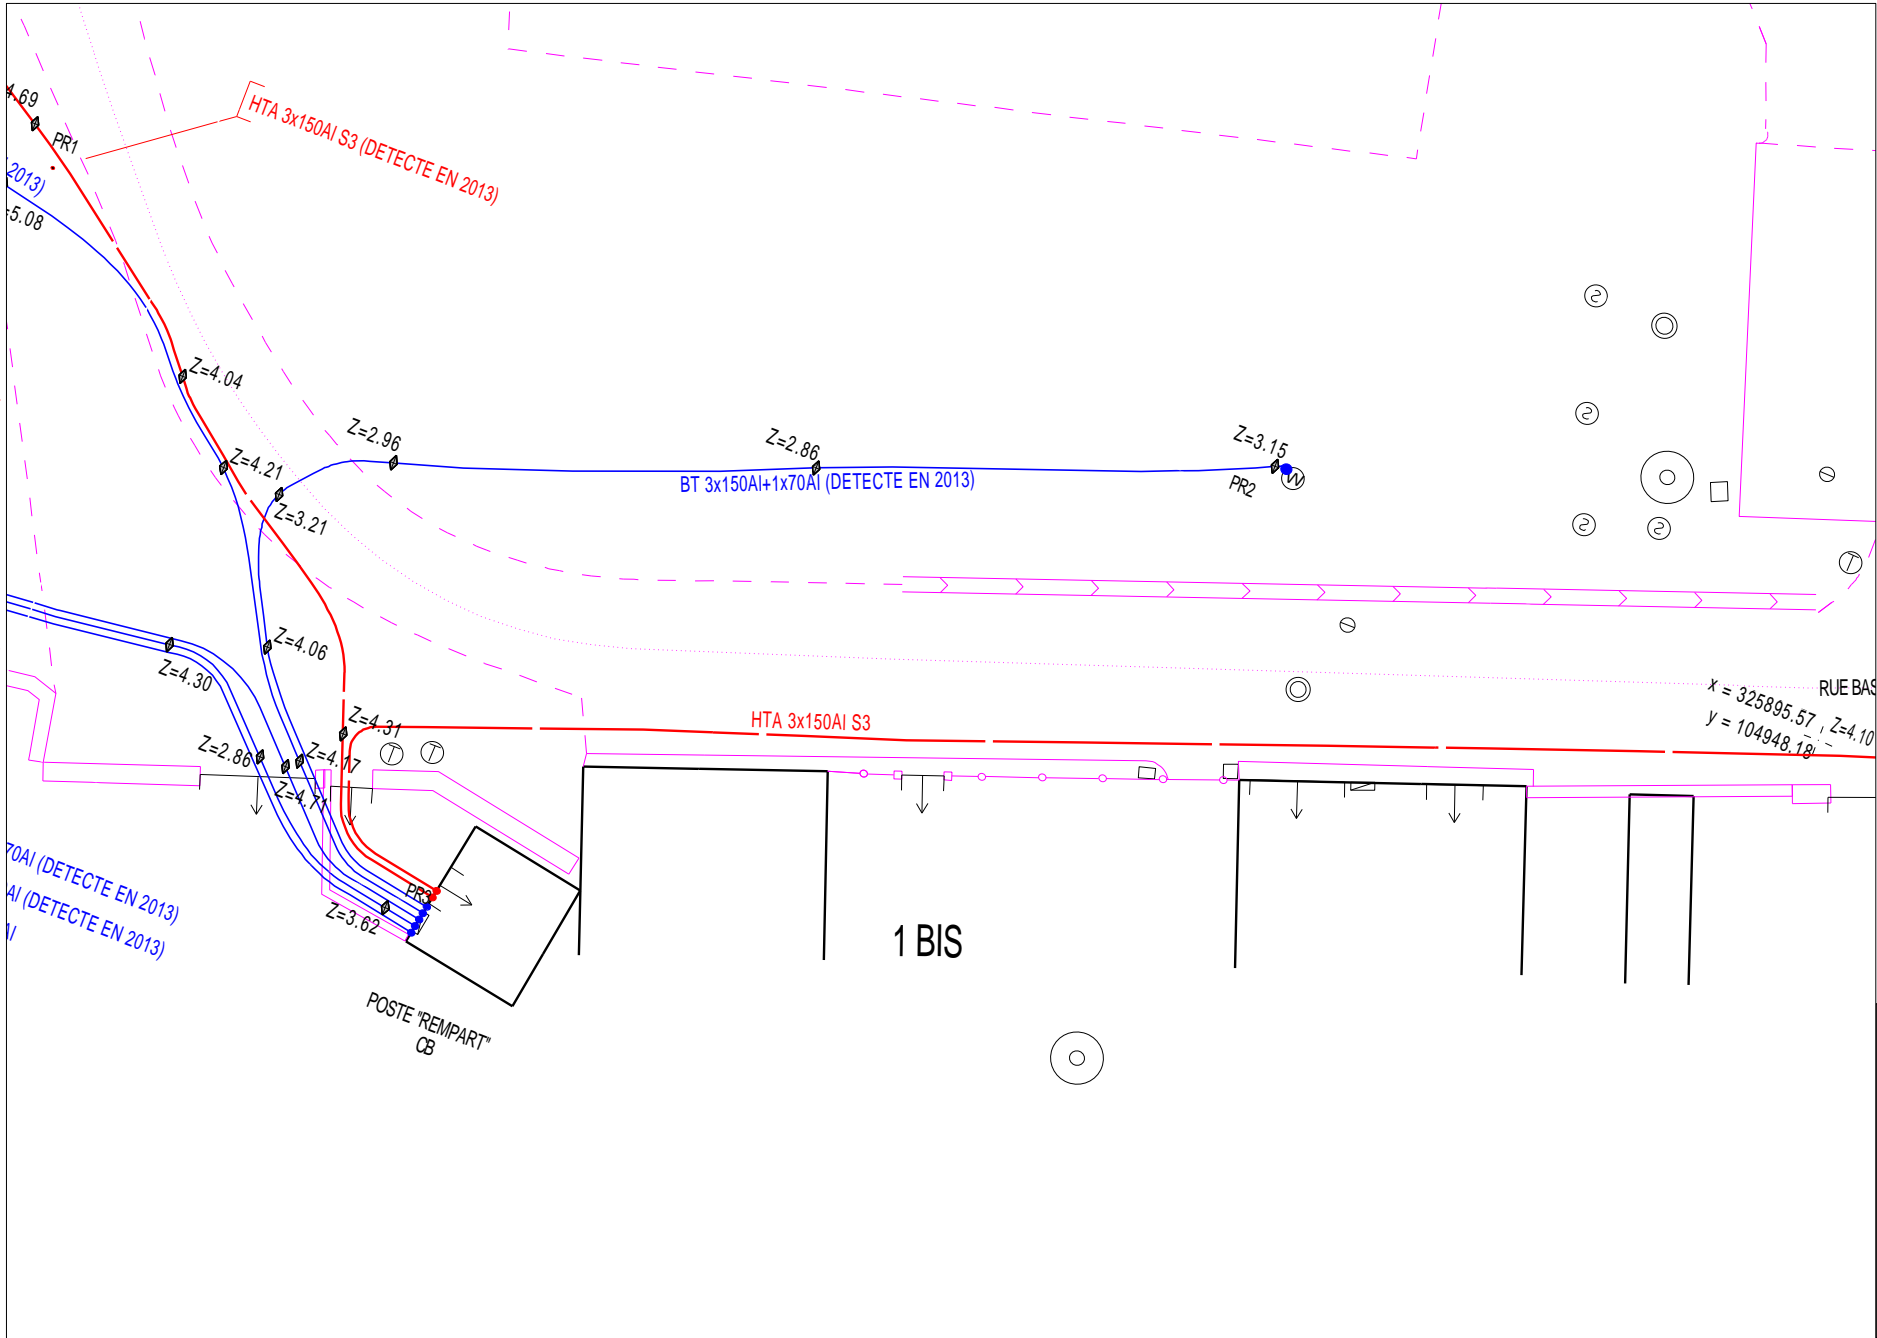 4.69
PR1
HTA 3x150Al S3 (DETECTE EN 2013)
2013)
=5.08
Z=4.04
Z=4.21
Z=3.21
Z=2.96
Z=2.86
Z=3.15
BT 3x150Al+1x70Al (DETECTE EN 2013)
PR2
Z=4.06
Z=4.30
Z=4.31
HTA 3x150Al S3
x = 325895.57
y = 104948.18
Z=4.10
RUE BAS
Z=2.86
Z=4.17
Z=4.71
70Al (DETECTE EN 2013)
Al (DETECTE EN 2013)
Al
PR3
Z=3.62
1 BIS
POSTE "REMPART"
CB